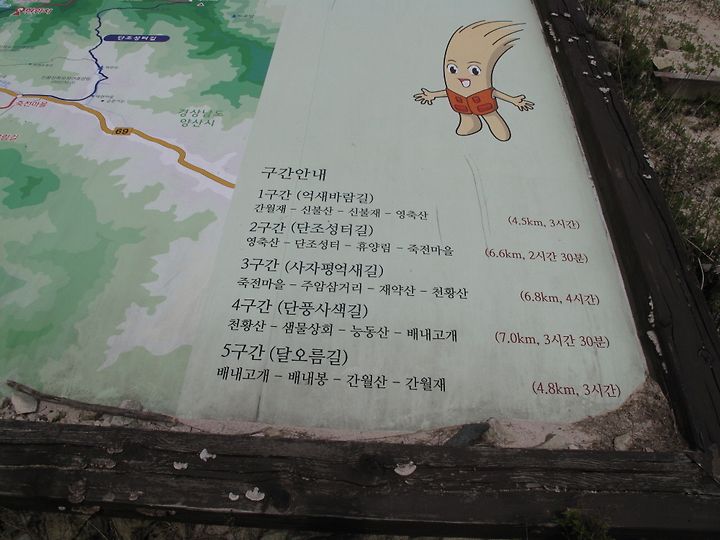 단조성터길
경상남도
양산시
69
죽전마을
구간안내
1구간 (억새바람길)
간월재 – 신불산 – 신불재 – 영축산 (4.5km, 3시간)
2구간 (단조성터길)
영축산 – 단조성터 – 휴양림 – 죽전마을 (6.6km, 2시간 30분)
3구간 (사자평억새길)
죽전마을 – 주암삼거리 – 재약산 – 천황산 (6.8km, 4시간)
4구간 (단풍사색길)
천황산 – 샘물상회 – 능동산 – 배내고개 (7.0km, 3시간 30분)
5구간 (달오름길)
배내고개 – 배내봉 – 간월산 – 간월재 (4.8km, 3시간)